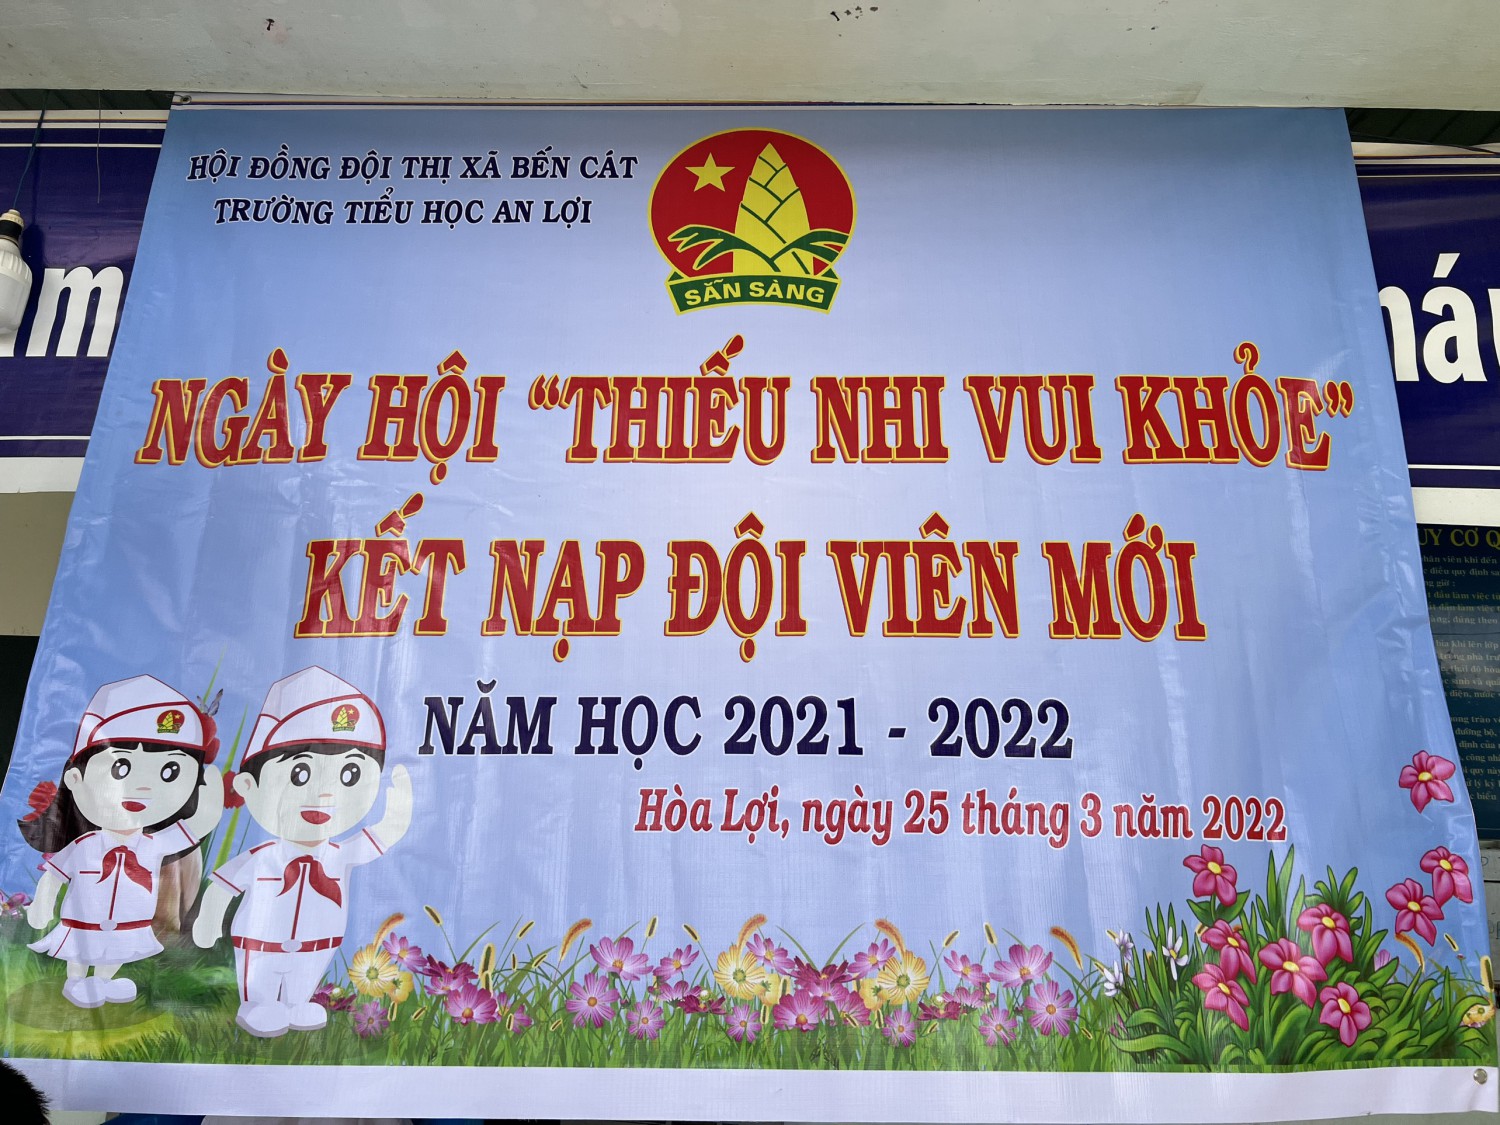 HỘI ĐỒNG ĐỘI THỊ XÃ BẾN CÁT
TRƯỜNG TIỂU HỌC AN LỢI
SẴN SÀNG
NGÀY HỘI “THIẾU NHI VUI KHỎE”
KẾT NẠP ĐỘI VIÊN MỚI
NĂM HỌC 2021 - 2022
Hòa Lợi, ngày 25 tháng 3 năm 2022